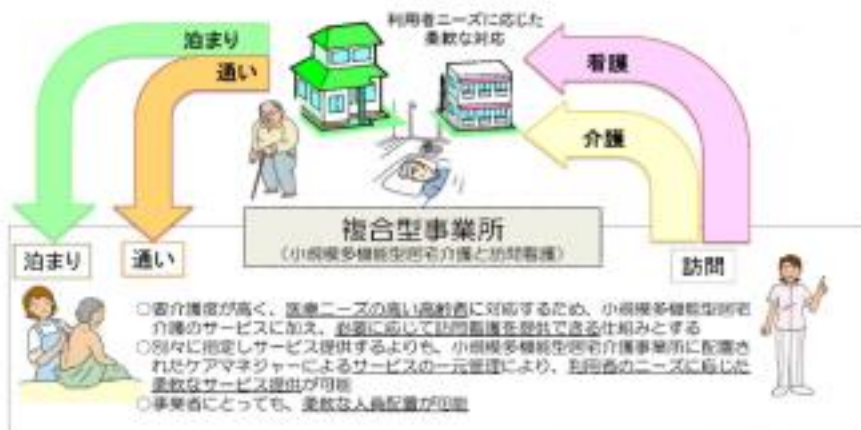 利用者ニーズに応じた
柔軟な対応
泊まり
通い
看護
介護
複合型事業所
(小規模多機能型居宅介護と訪問看護)
泊まり
通い
訪問
○要介護度が高く、医療ニーズの高い高齢者に対応するため、小規模多機能型居宅
介護のサービスに加え、必要に応じて訪問看護を提供できる仕組みとする
○別々に指定しサービス提供するよりも、小規模多機能型居宅介護事業所に配置さ
れたケアマネジャーによるサービスの一元管理により、利用者のニーズに応じた
柔軟なサービス提供が可能
○事業者にとっても、柔軟な人員配置が可能